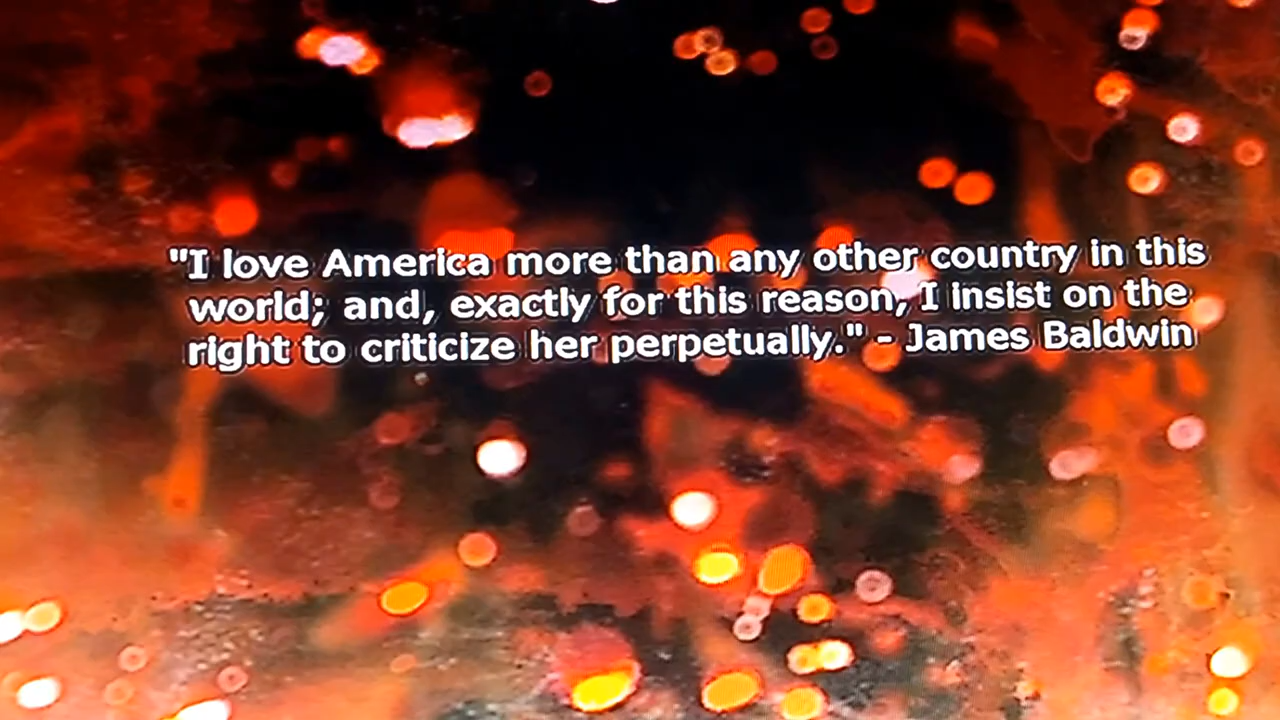 "I love America more than any other country in this
world; and, exactly for this reason, I insist on the
right to criticize her perpetually." - James Baldwin